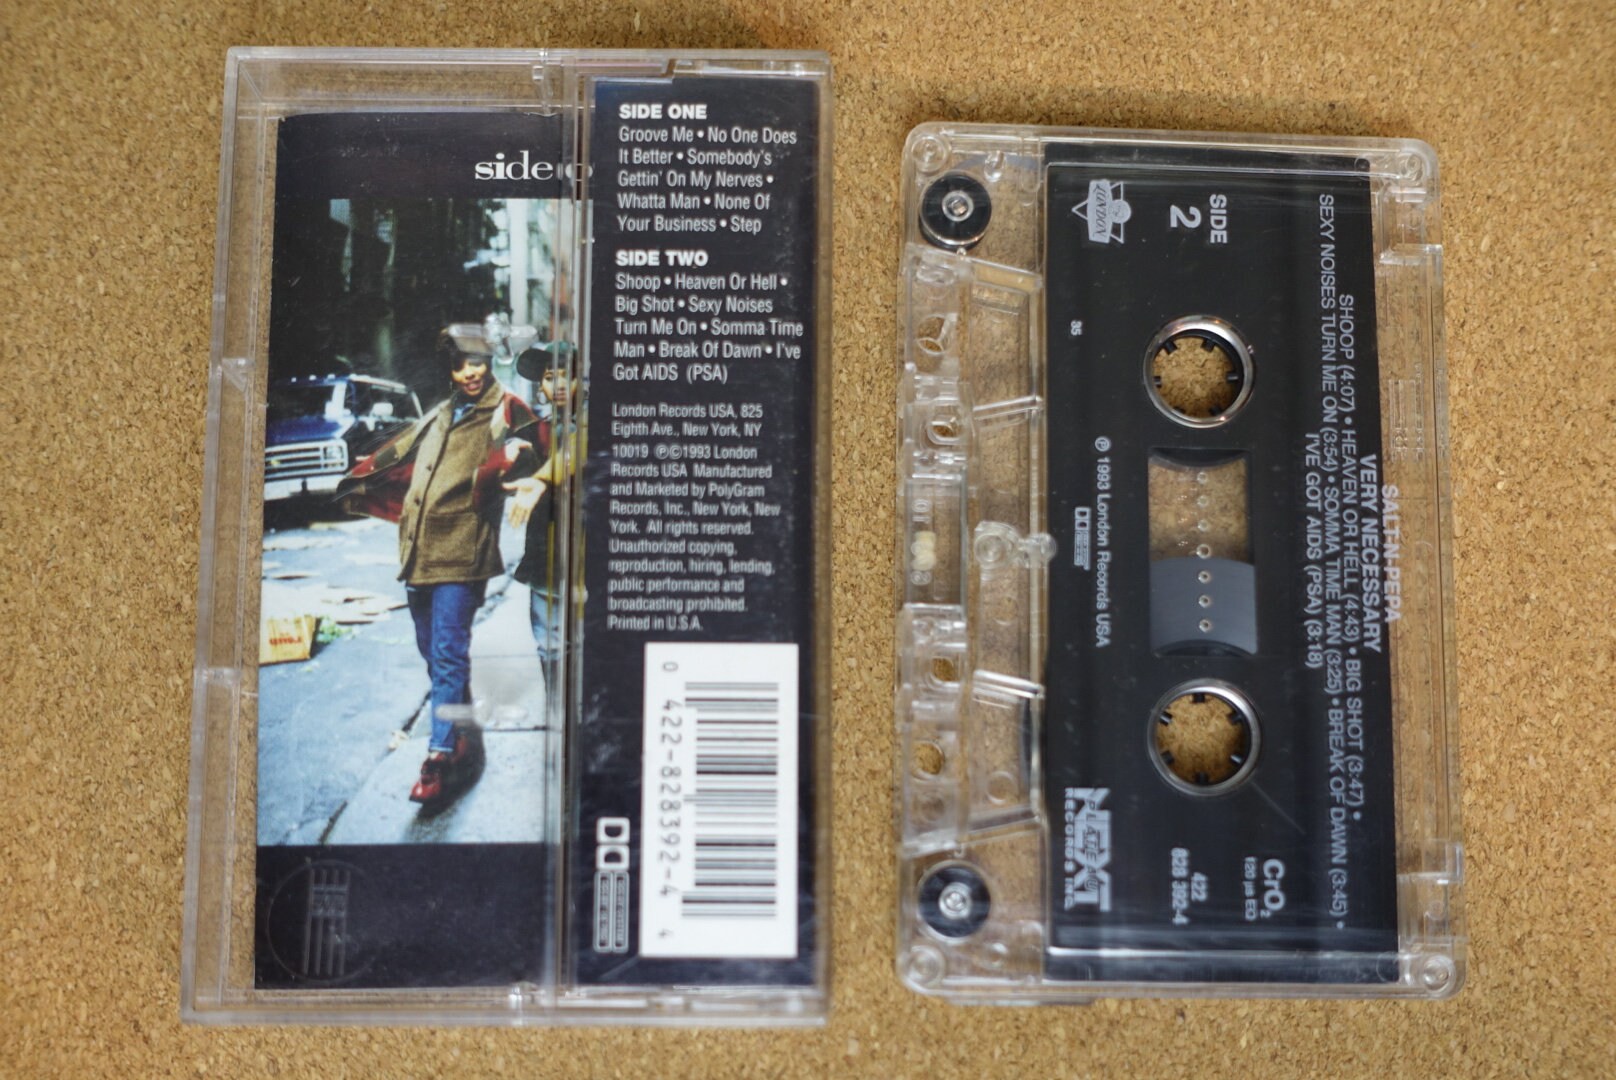 side
SIDE ONE
Groove Me • No One Does
It Better • Somebody's
Gettin' On My Nerves •
Whatta Man • None Of
Your Business • Step
SIDE TWO
Shoop • Heaven Or Hell •
Big Shot • Sexy Noises
Turn Me On • Somma Time
Man • Break Of Dawn • I've
Got AIDS (PSA)
London Records USA, 825
Eighth Ave., New York, NY
10019 ℗©1993 London
Records USA Manufactured
and Marketed by PolyGram
Records, Inc., New York, New
York. All rights reserved.
Unauthorized copying,
reproduction, hiring, lending,
public performance and
broadcasting prohibited.
Printed in U.S.A.
0 422-828392-4 4
SALT-N-PEPA
VERY NECESSARY
SHOOP (4:07) • HEAVEN OR HELL (4:43) • BIG SHOT (3:47) •
SEXY NOISES TURN ME ON (3:54) • SOMMA TIME MAN (3:25) • BREAK OF DAWN (3:45) •
I'VE GOT AIDS (PSA) (3:18)
SIDE
2
LONDON
CrO2
120 µs EQ
422
828 392-4
NEXT
PLATEAU
RECORDS INC.
35
℗ 1993 London Records USA